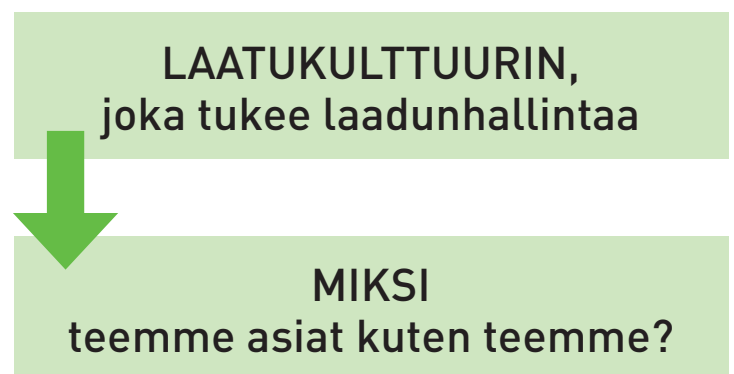 LAATUKULTTUURIN,
joka tukee laadunhallintaa
MIKSI
teemme asiat kuten teemme?